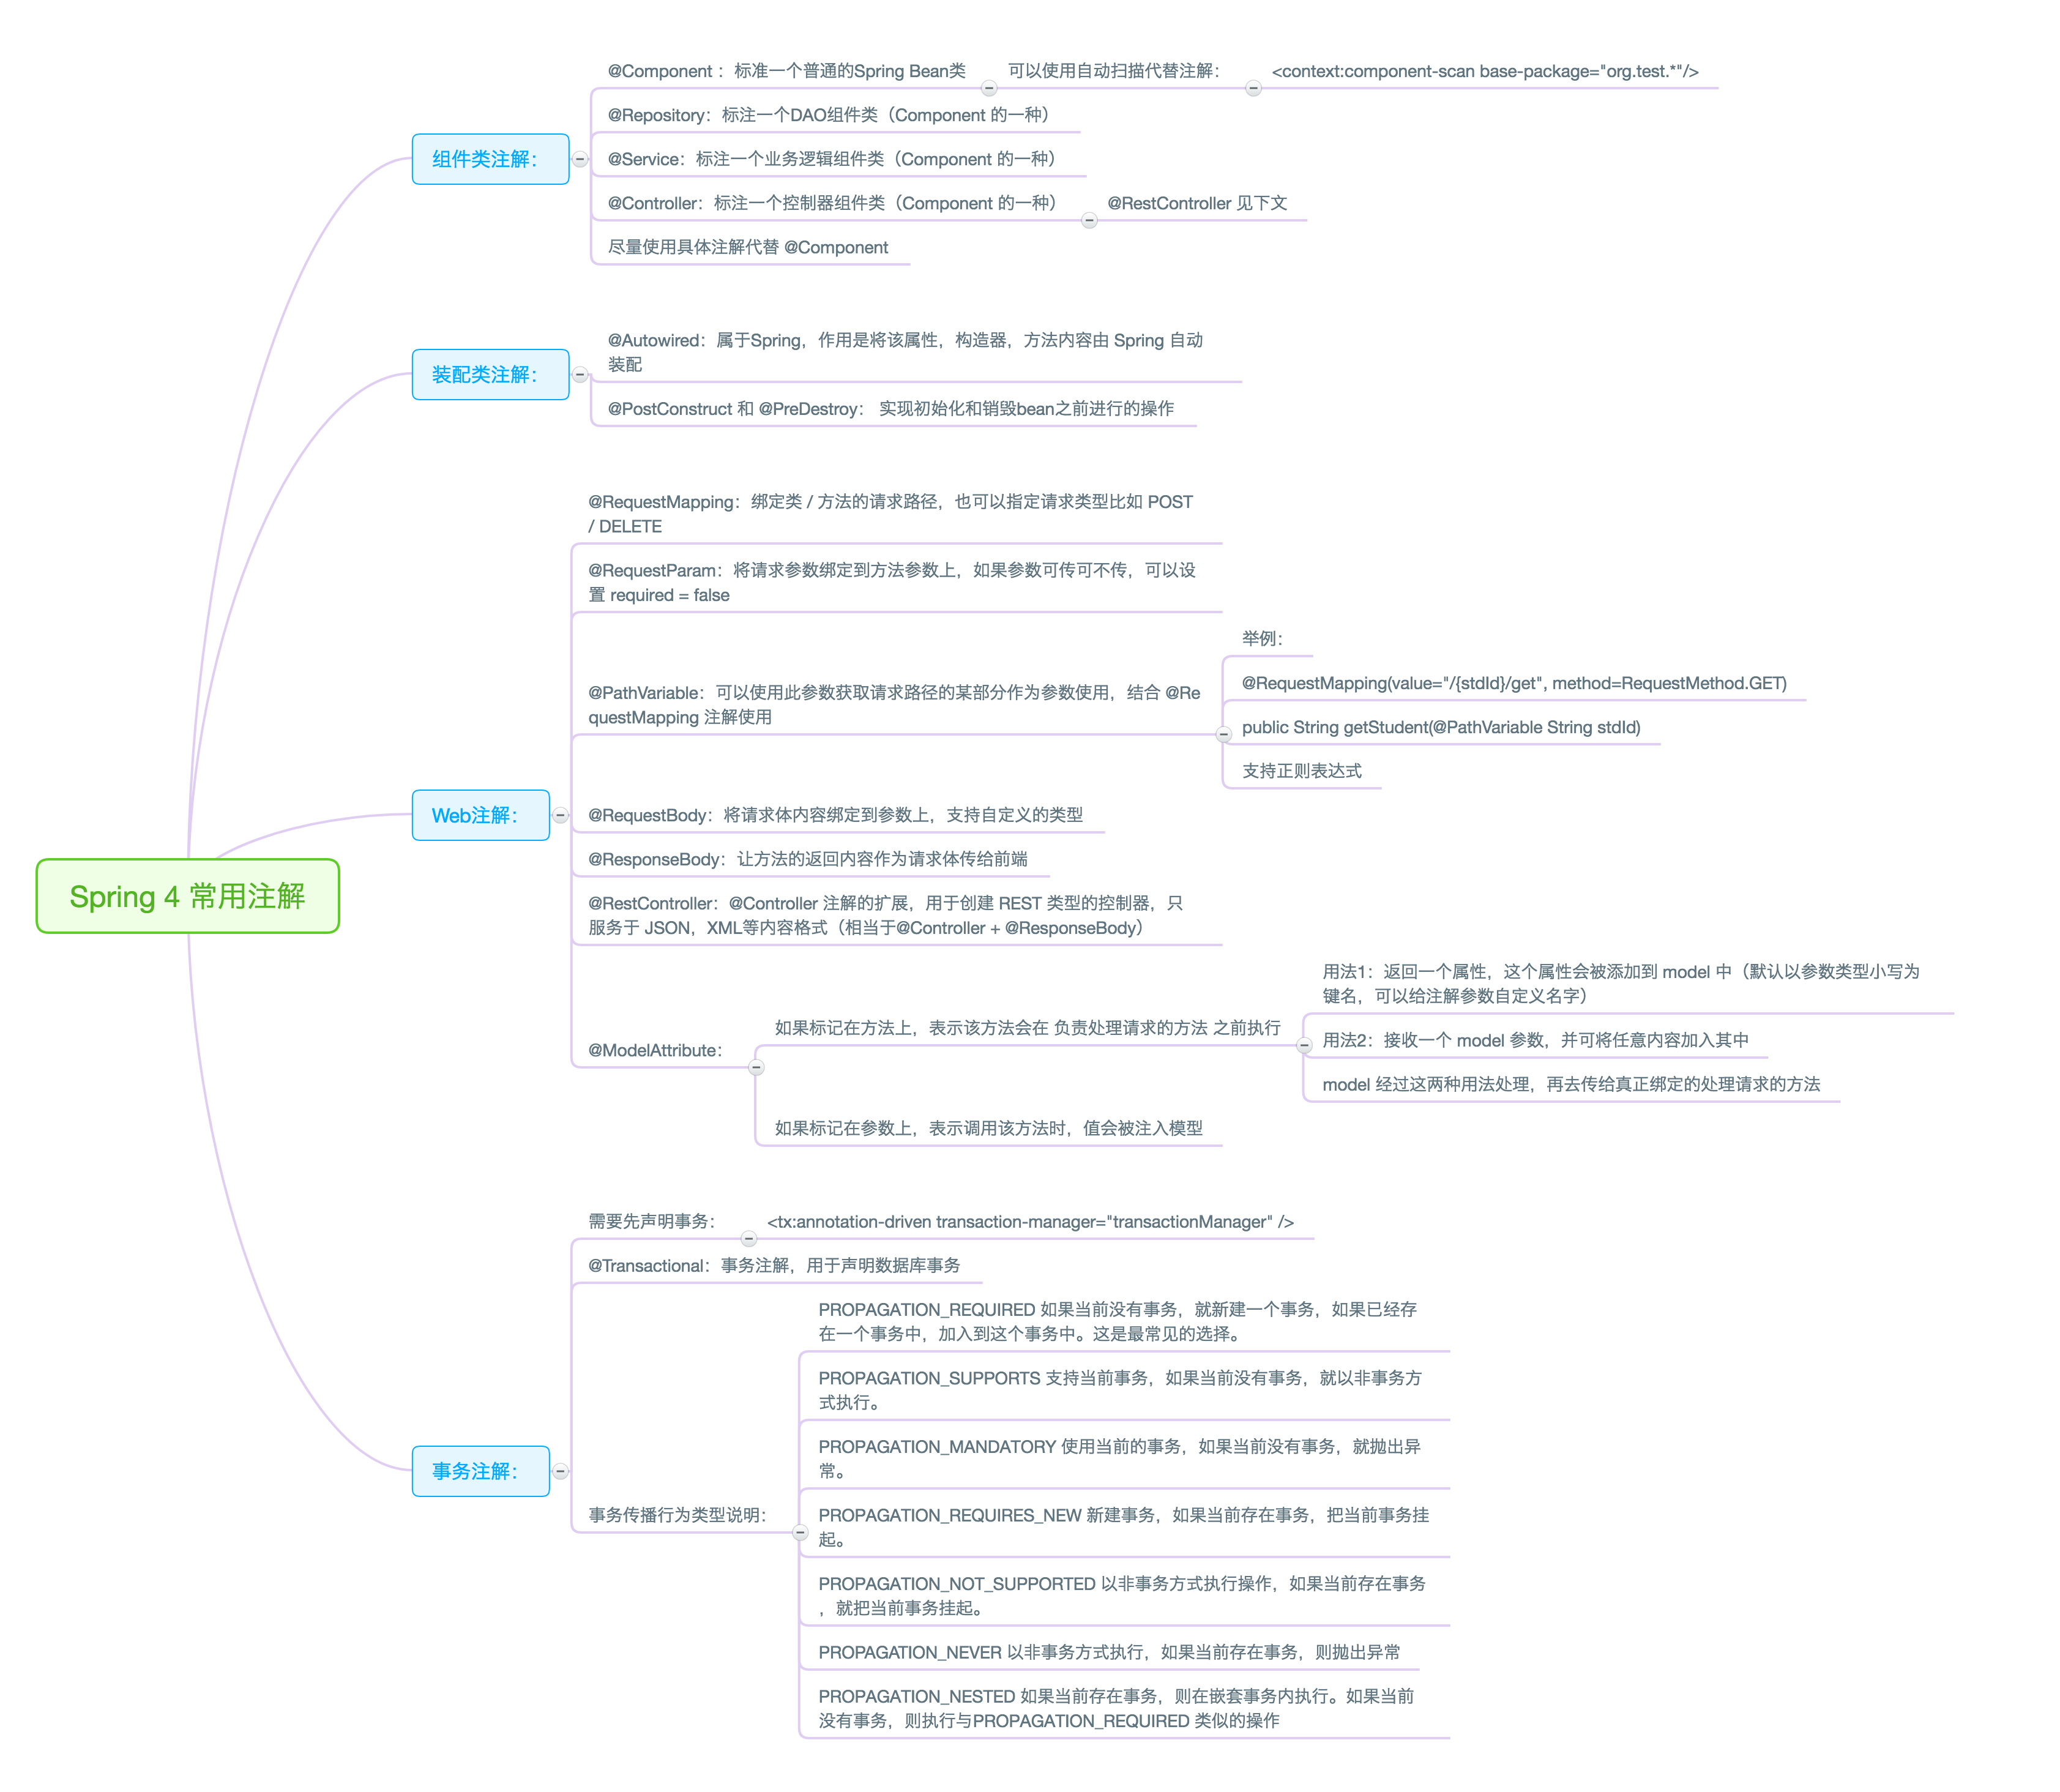 Spring 4 常用注解
组件类注解：
@Component ：标准一个普通的Spring Bean类
可以使用自动扫描代替注解：
<context:component-scan base-package="org.test.*"/>
@Repository：标注一个DAO组件类（Component 的一种）
@Service：标注一个业务逻辑组件类（Component 的一种）
@Controller：标注一个控制器组件类（Component 的一种）
@RestController 见下文
尽量使用具体注解代替 @Component
装配类注解：
@Autowired：属于Spring，作用是将该属性，构造器，方法内容由 Spring 自动
装配
@PostConstruct 和 @PreDestroy： 实现初始化和销毁bean之前进行的操作
Web注解：
@RequestMapping：绑定类 / 方法的请求路径，也可以指定请求类型比如 POST
/ DELETE
@RequestParam：将请求参数绑定到方法参数上，如果参数可传可不传，可以设
置 required = false
@PathVariable：可以使用此参数获取请求路径的某部分作为参数使用，结合 @Re
questMapping 注解使用
举例：
@RequestMapping(value="/{stdId}/get", method=RequestMethod.GET)
public String getStudent(@PathVariable String stdId)
支持正则表达式
@RequestBody：将请求体内容绑定到参数上，支持自定义的类型
@ResponseBody：让方法的返回内容作为请求体传给前端
@RestController：@Controller 注解的扩展，用于创建 REST 类型的控制器，只
服务于 JSON，XML等内容格式（相当于@Controller + @ResponseBody）
@ModelAttribute：
如果标记在方法上，表示该方法会在 负责处理请求的方法 之前执行
用法1：返回一个属性，这个属性会被添加到 model 中（默认以参数类型小写为
键名，可以给注解参数自定义名字）
用法2：接收一个 model 参数，并可将任意内容加入其中
model 经过这两种用法处理，再去传给真正绑定的处理请求的方法
如果标记在参数上，表示调用该方法时，值会被注入模型
事务注解：
需要先声明事务：
<tx:annotation-driven transaction-manager="transactionManager" />
@Transactional：事务注解，用于声明数据库事务
事务传播行为类型说明：
PROPAGATION_REQUIRED 如果当前没有事务，就新建一个事务，如果已经存
在一个事务中，加入到这个事务中。这是最常见的选择。
PROPAGATION_SUPPORTS 支持当前事务，如果当前没有事务，就以非事务方
式执行。
PROPAGATION_MANDATORY 使用当前的事务，如果当前没有事务，就抛出异
常。
PROPAGATION_REQUIRES_NEW 新建事务，如果当前存在事务，把当前事务挂
起。
PROPAGATION_NOT_SUPPORTED 以非事务方式执行操作，如果当前存在事务
，就把当前事务挂起。
PROPAGATION_NEVER 以非事务方式执行，如果当前存在事务，则抛出异常
PROPAGATION_NESTED 如果当前存在事务，则在嵌套事务内执行。如果当前
没有事务，则执行与PROPAGATION_REQUIRED 类似的操作